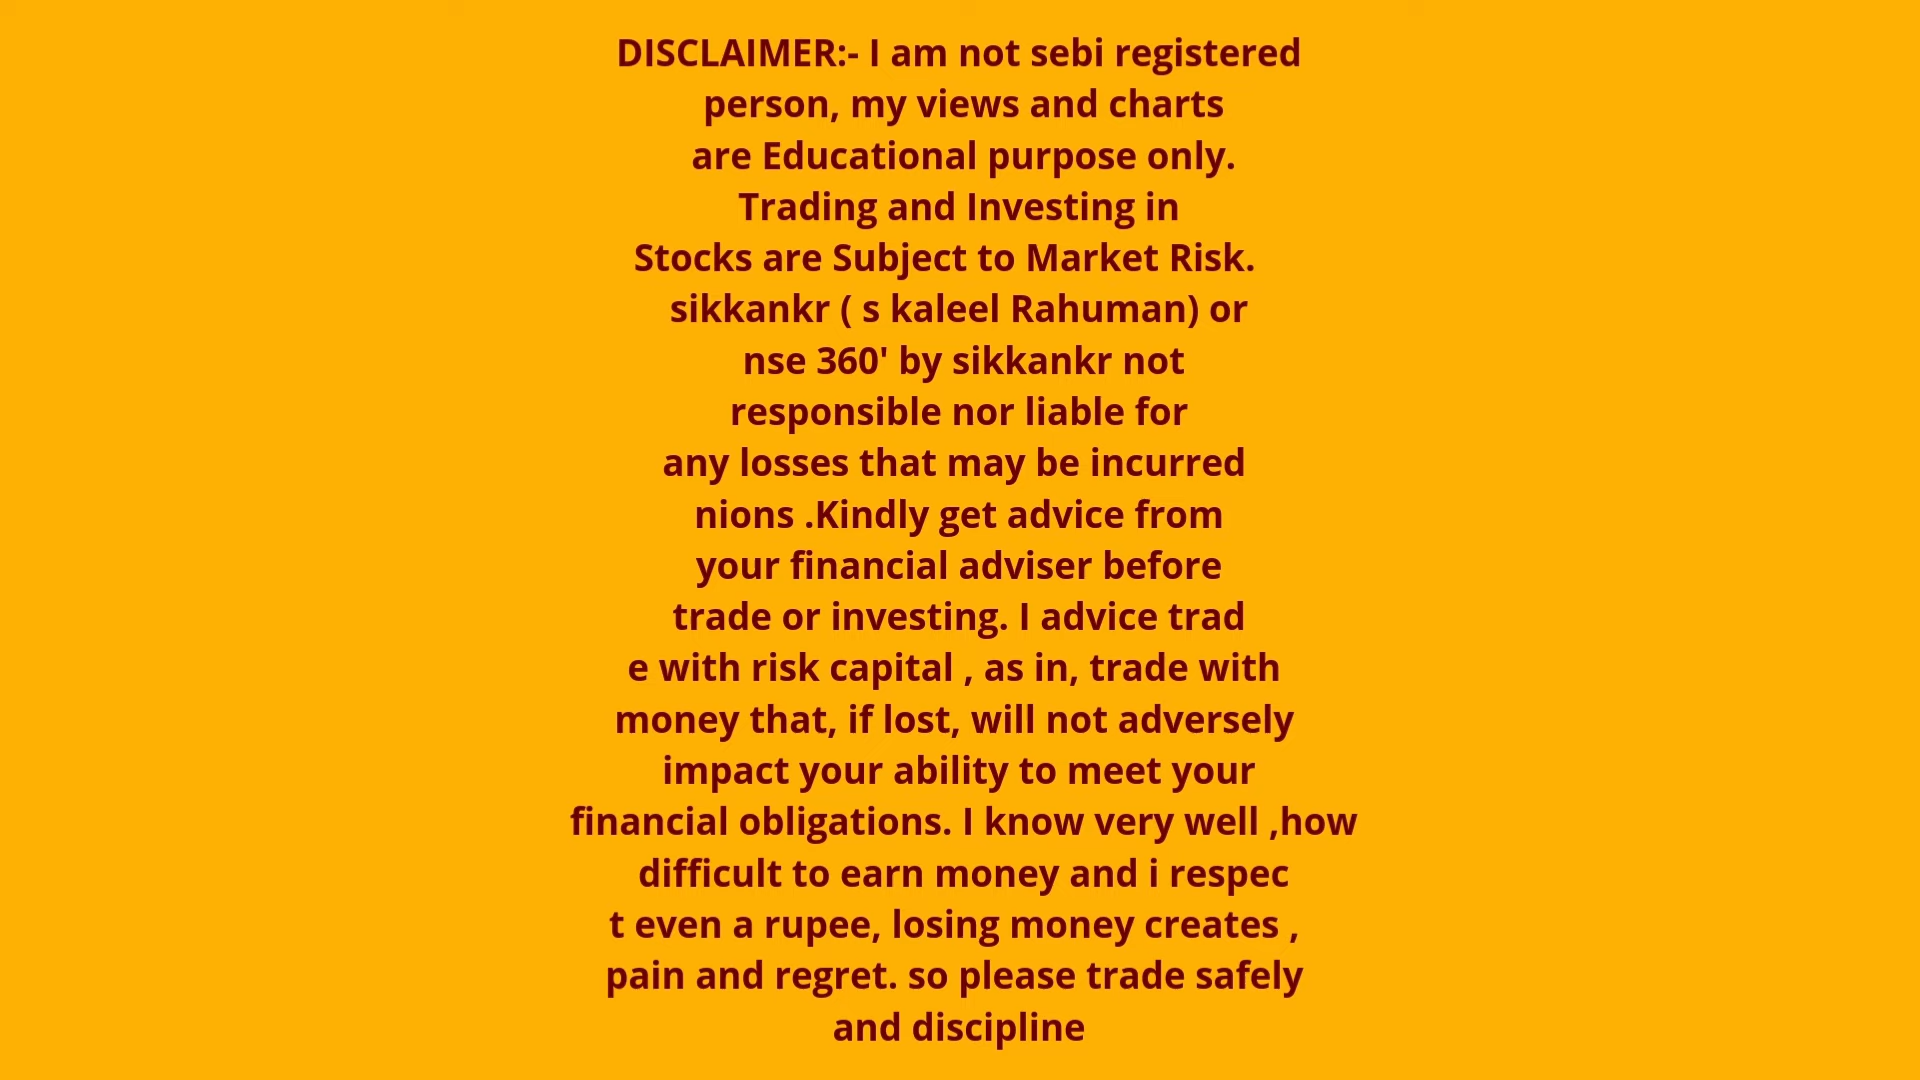 DISCLAIMER:- I am not sebi registered
person, my views and charts
are Educational purpose only.
Trading and Investing in
Stocks are Subject to Market Risk.
sikkankr ( s kaleel Rahuman) or
nse 360' by sikkankr not
responsible nor liable for
any losses that may be incurred
nions .Kindly get advice from
your financial adviser before
trade or investing. I advice trad
e with risk capital , as in, trade with
money that, if lost, will not adversely
impact your ability to meet your
financial obligations. I know very well ,how
difficult to earn money and i respec
t even a rupee, losing money creates ,
pain and regret. so please trade safely
and discipline